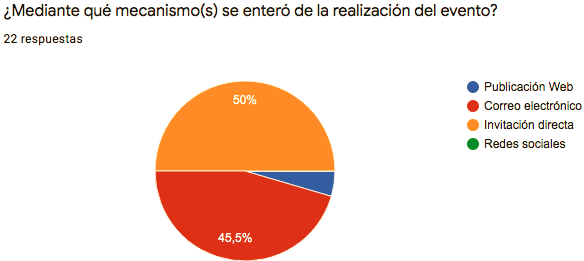 ¿Mediante qué mecanismo(s) se enteró de la realización del evento?
22 respuestas
50%
45,5%
Publicación Web
Correo electrónico
Invitación directa
Redes sociales